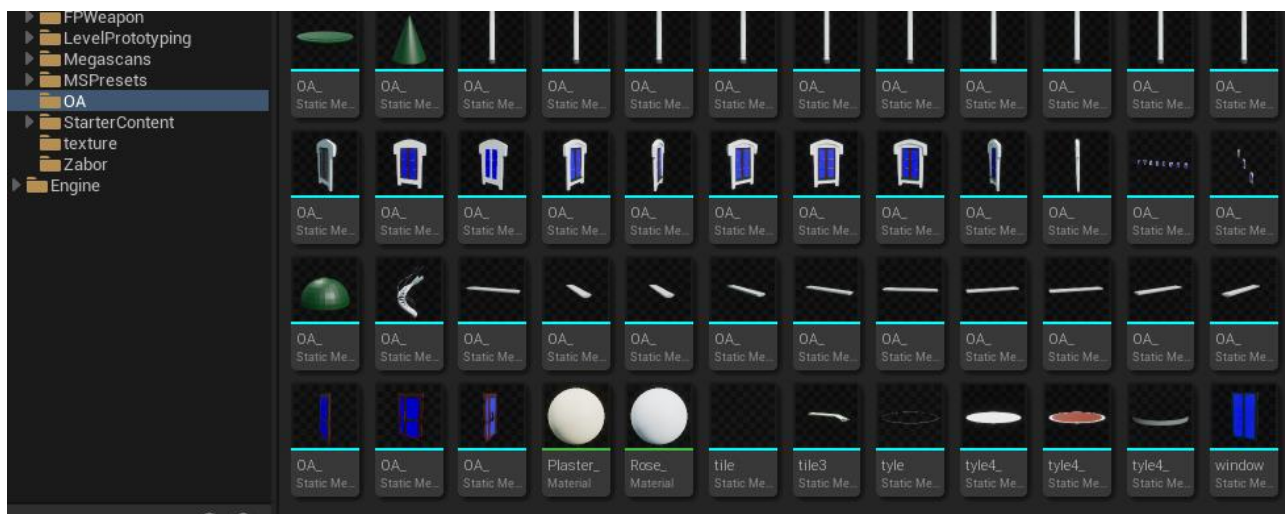 FPWeapon
LevelPrototyping
Megascans
MSPresets
OA
StarterContent
texture
Zabor
Engine
OA_ OA_ OA_ OA_ OA_ OA_ OA_ OA_ OA_ OA_ OA_ OA_
Static Me... Static Me... Static Me... Static Me... Static Me... Static Me... Static Me... Static Me... Static Me... Static Me... Static Me... Static Me...
OA_ OA_ OA_ OA_ OA_ OA_ OA_ OA_ OA_ OA_ OA_ OA_
Static Me... Static Me... Static Me... Static Me... Static Me... Static Me... Static Me... Static Me... Static Me... Static Me... Static Me... Static Me...
OA_ OA_ OA_ OA_ OA_ OA_ OA_ OA_ OA_ OA_ OA_ OA_
Static Me... Static Me... Static Me... Static Me... Static Me... Static Me... Static Me... Static Me... Static Me... Static Me... Static Me... Static Me...
OA_ OA_ OA_ Plaster_ Rose_ tile tile3 tyle tyle4_ tyle4_ tyle4_ window
Static Me... Static Me... Static Me... Material Material Static Me... Static Me... Static Me... Static Me... Static Me... Static Me... Static Me...